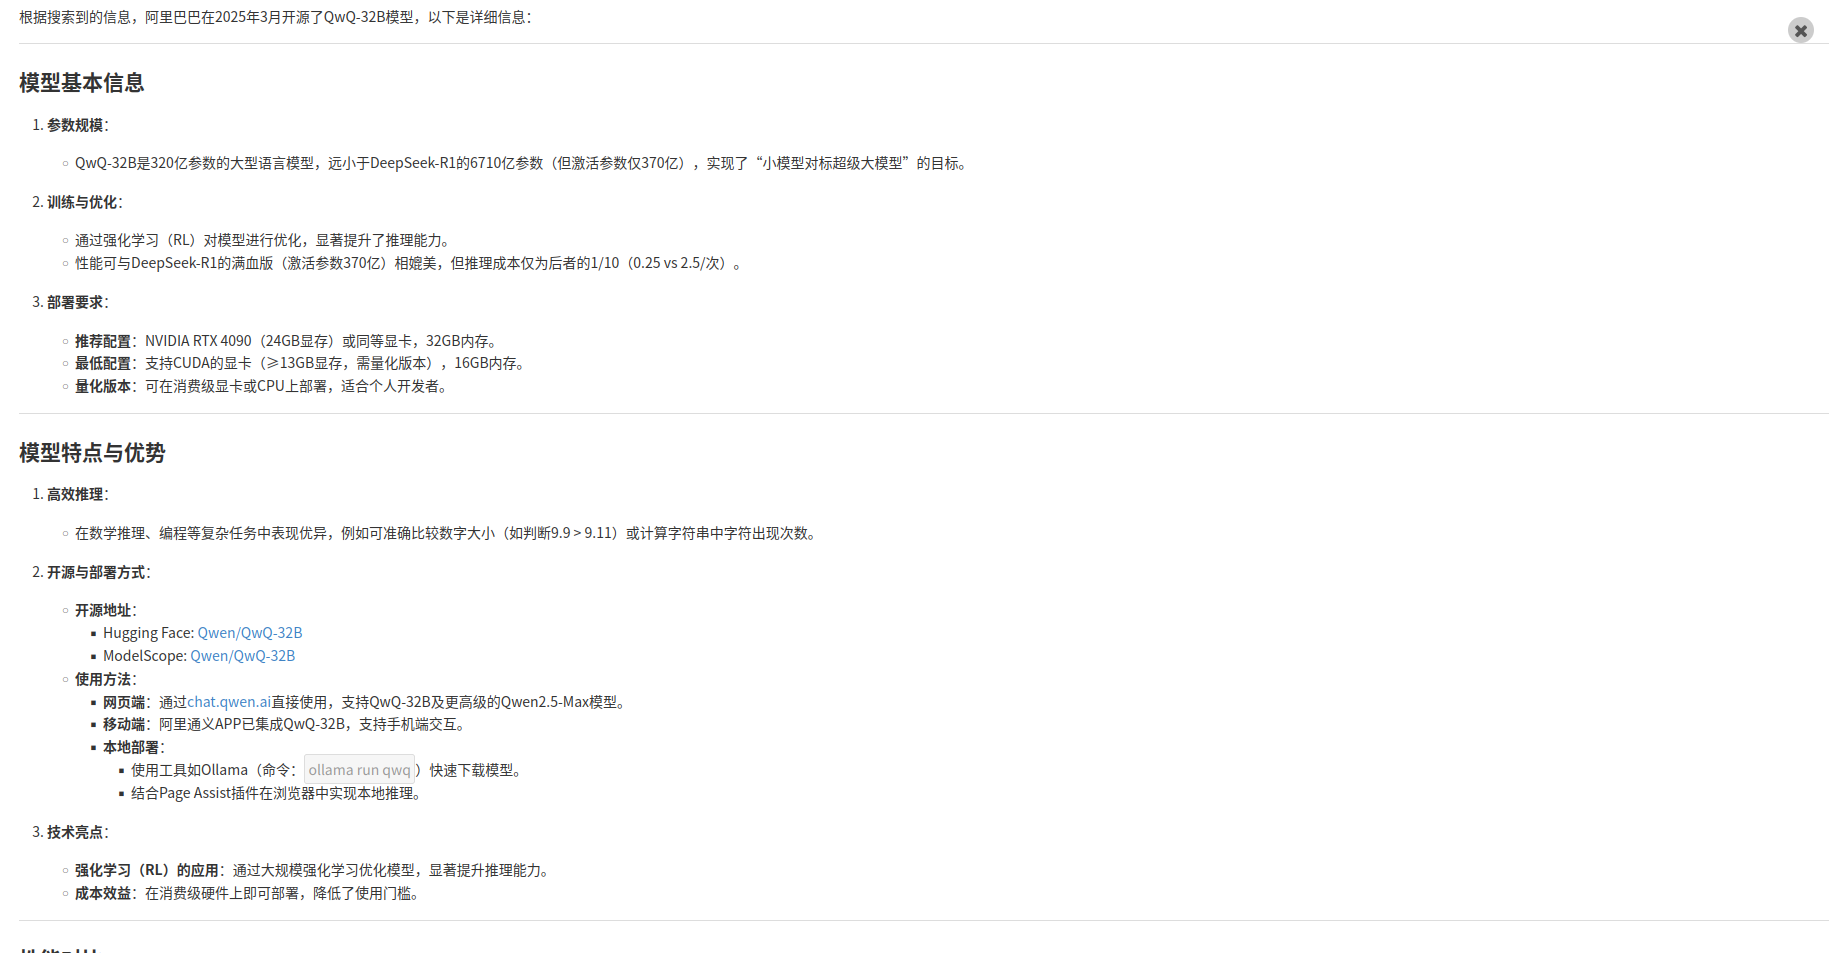 根据搜索到的信息，阿里巴巴在2025年3月开源了QwQ-32B模型，以下是详细信息：
模型基本信息
1. 参数规模：
QwQ-32B是320亿参数的大型语言模型，远小于DeepSeek-R1的6710亿参数（但激活参数仅370亿），实现了“小模型对标超级大模型”的目标。
2. 训练与优化：
通过强化学习（RL）对模型进行优化，显著提升了推理能力。
性能可与DeepSeek-R1的满血版（激活参数370亿）相媲美，但推理成本仅为后者的1/10（0.25 vs 2.5/次）。
3. 部署要求：
推荐配置：NVIDIA RTX 4090（24GB显存）或同等显卡，32GB内存。
最低配置：支持CUDA的显卡（≥13GB显存，需量化版本），16GB内存。
量化版本：可在消费级显卡或CPU上部署，适合个人开发者。
模型特点与优势
1. 高效推理：
在数学推理、编程等复杂任务中表现优异，例如可准确比较数字大小（如判断9.9 > 9.11）或计算字符串中字符出现次数。
2. 开源与部署方式：
开源地址：
Hugging Face: Qwen/QwQ-32B
ModelScope: Qwen/QwQ-32B
使用方法：
网页端：通过chat.qwen.ai直接使用，支持QwQ-32B及更高级的Qwen2.5-Max模型。
移动端：阿里通义APP已集成QwQ-32B，支持手机端交互。
本地部署：
使用工具如Ollama（命令：ollama run qwq）快速下载模型。
结合Page Assist插件在浏览器中实现本地推理。
3. 技术亮点：
强化学习（RL）的应用：通过大规模强化学习优化模型，显著提升推理能力。
成本效益：在消费级硬件上即可部署，降低了使用门槛。